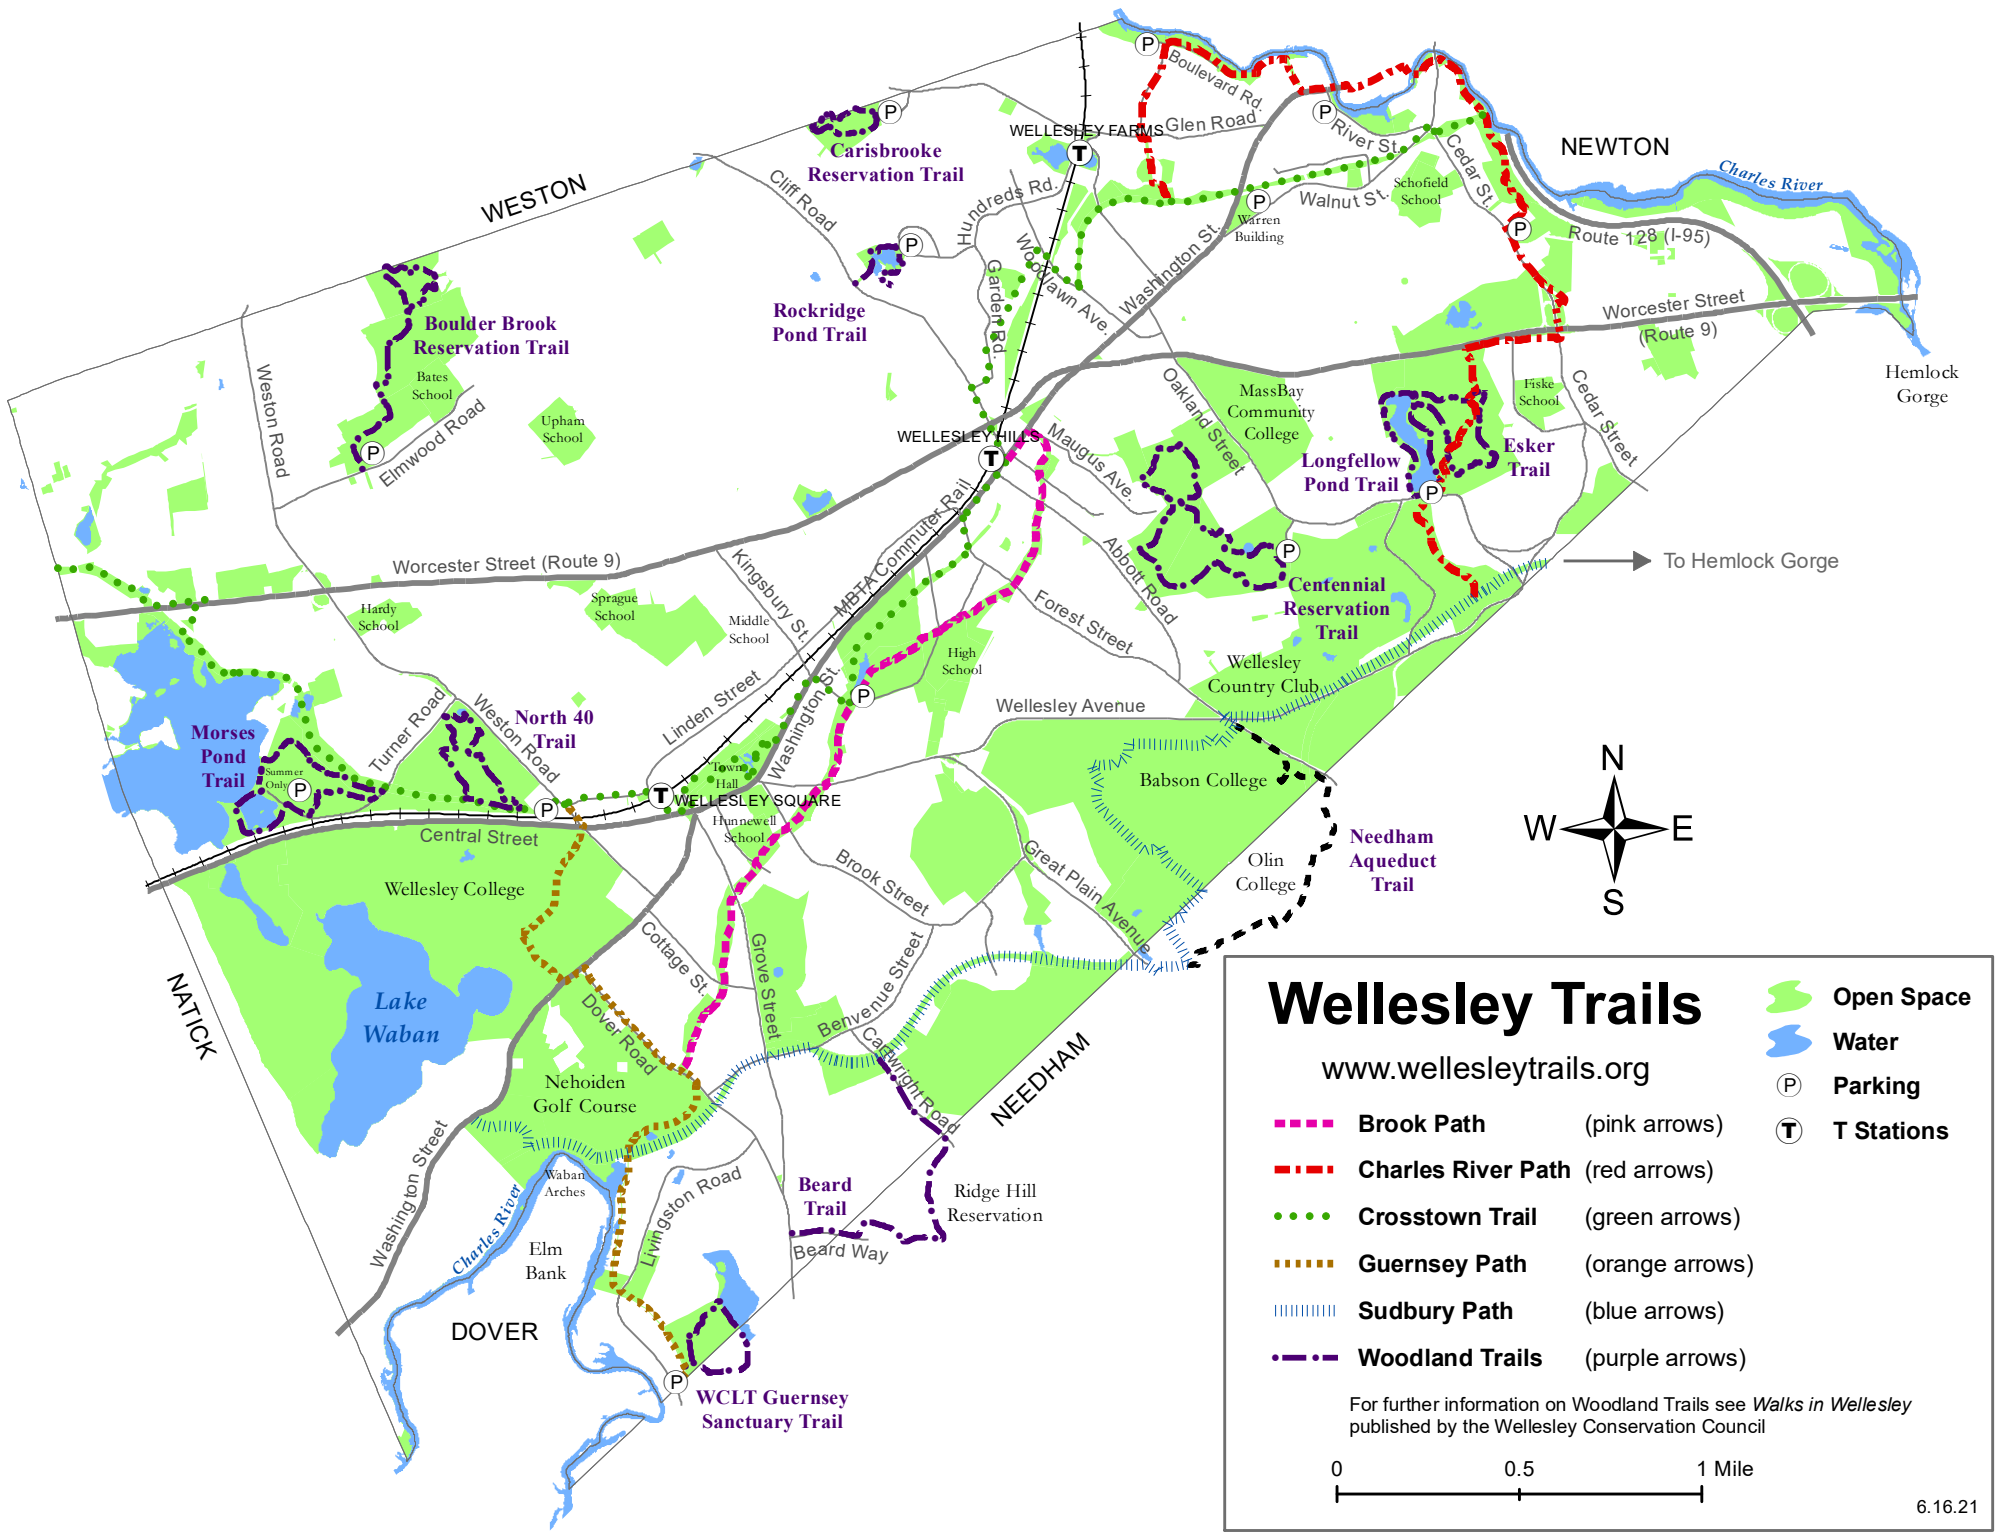 WELLESLEY FARMS
Boulevard Rd.
Glen Road
River St.
Cedar St.
NEWTON
Charles River
WESTON
Carisbrooke
Reservation Trail
Cliff Road
Hundreds Rd.
Woodlawn Ave.
Garden Rd.
Washington St.
Walnut St.
Warren
Building
Schofield
School
Route 128 (I-95)
Worcester Street
(Route 9)
Hemlock
Gorge
Rockridge
Pond Trail
Boulder Brook
Reservation Trail
Bates
School
Elmwood Road
Weston Road
Upham
School
WELLESLEY HILLS
Maugus Ave.
Oakland Street
MassBay
Community
College
Longfellow
Pond Trail
Esker
Trail
Fiske
School
Cedar Street
To Hemlock Gorge
Worcester Street (Route 9)
Hardy
School
Sprague
School
Kingsbury St.
Middle
School
MBTA Commuter Rail
Abbott Road
Forest Street
Centennial
Reservation
Trail
High
School
Wellesley
Country Club
Wellesley Avenue
Linden Street
Washington St.
Morses
Pond
Trail
Summer
Only
Turner Road
Weston Road
North 40
Trail
Town
Hall
WELLESLEY SQUARE
Hunnewell
School
Central Street
Wellesley College
Babson College
Olin
College
Needham
Aqueduct
Trail
Brook Street
Great Plain Avenue
Cottage St.
Grove Street
Benvenue Street
Cartwright Road
Dover Road
NATICK
Lake
Waban
Nehoiden
Golf Course
NEEDHAM
Washington Street
Waban
Arches
Charles River
Elm
Bank
DOVER
Livingston Road
Beard
Trail
Beard Way
Ridge Hill
Reservation
WCLT Guernsey
Sanctuary Trail
P
P
P
P
P
P
P
P
P
P
P
P
P
P
T
T
T
N
W E
S
Wellesley Trails
www.wellesleytrails.org
Open Space
Water
P Parking
T T Stations
Brook Path (pink arrows)
Charles River Path (red arrows)
Crosstown Trail (green arrows)
Guernsey Path (orange arrows)
Sudbury Path (blue arrows)
Woodland Trails (purple arrows)
For further information on Woodland Trails see Walks in Wellesley
published by the Wellesley Conservation Council
0 0.5 1 Mile
6.16.21